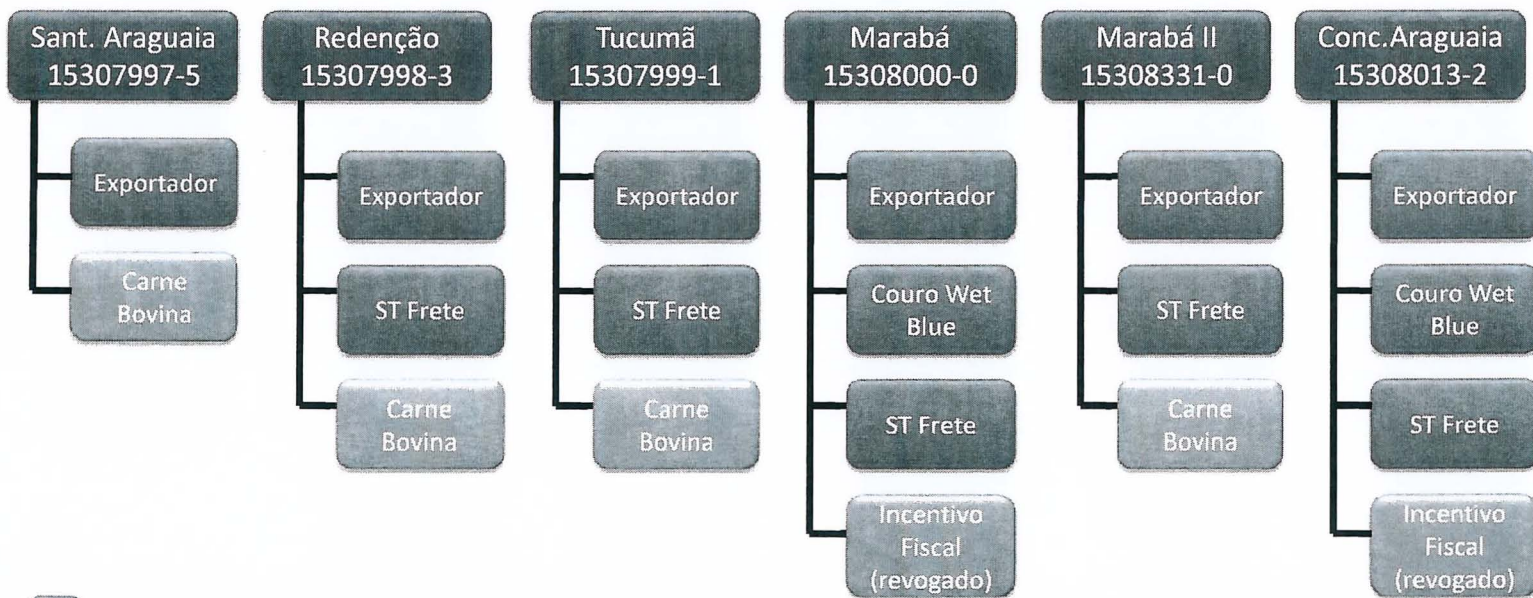 Sant. Araguaia
15307997-5
Exportador
Carne
Bovina
Redenção
15307998-3
Exportador
ST Frete
Carne
Bovina
Tucumã
15307999-1
Exportador
ST Frete
Carne
Bovina
Marabá
15308000-0
Exportador
Couro Wet
Blue
ST Frete
Incentivo
Fiscal
(revogado)
Marabá II
15308331-0
Exportador
ST Frete
Carne
Bovina
Conc.Araguaia
15308013-2
Exportador
Couro Wet
Blue
ST Frete
Incentivo
Fiscal
(revogado)